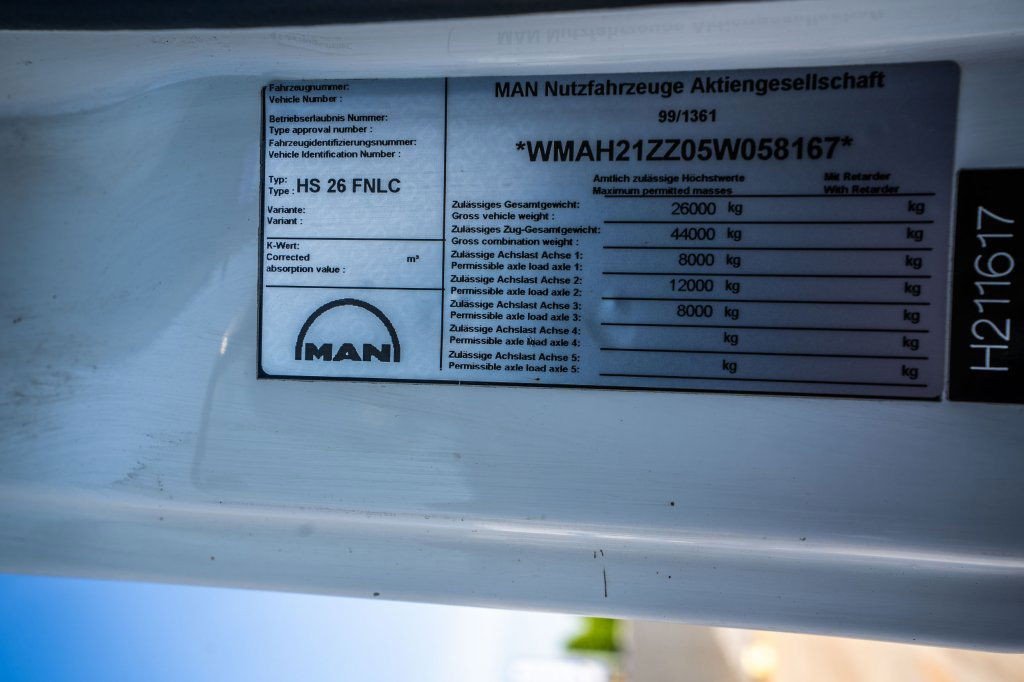 Fahrzeugnummer:
Vehicle Number :
Betriebserlaubnis Nummer:
Type approval number :
Fahrzeugidentifizierungsnummer:
Vehicle Identification Number :
Typ:
Type : HS 26 FNLC
Variante:
Variant :
K-Wert:
Corrected m³
absorption value :
MAN
MAN Nutzfahrzeuge Aktiengesellschaft
99/1361
*WMAH21ZZ05W058167*
Amtlich zulässige Höchstwerte Mit Retarder
Maximum permitted masses With Retarder
Zulässiges Gesamtgewicht:
Gross vehicle weight : 26000 kg kg
Zulässiges Zug-Gesamtgewicht:
Gross combination weight : 44000 kg kg
Zulässige Achslast Achse 1:
Permissible axle load axle 1: 8000 kg kg
Zulässige Achslast Achse 2:
Permissible axle load axle 2: 12000 kg kg
Zulässige Achslast Achse 3:
Permissible axle load axle 3: 8000 kg kg
Zulässige Achslast Achse 4:
Permissible axle load axle 4: kg kg
Zulässige Achslast Achse 5:
Permissible axle load axle 5: kg kg
H211617